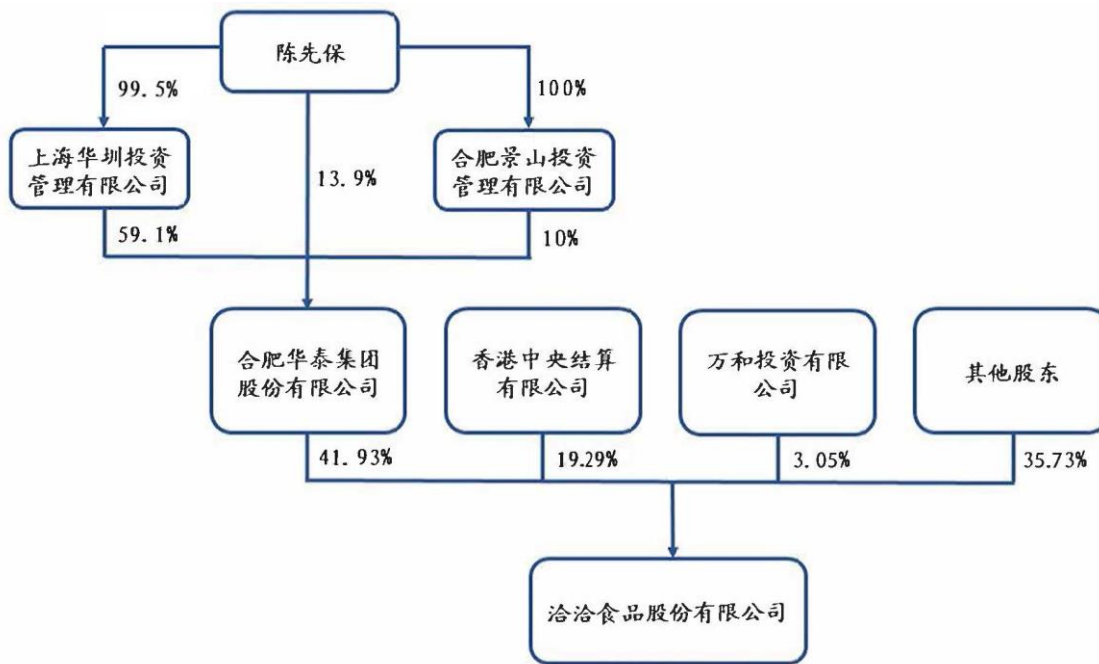 陈先保
99.5%
100%
上海华圳投资
管理有限公司
13.9%
合肥景山投资
管理有限公司
59.1%
10%
合肥华泰集团
股份有限公司
香港中央结算
有限公司
万和投资有限
公司
其他股东
41.93%
19.29%
3.05%
35.73%
洽洽食品股份有限公司